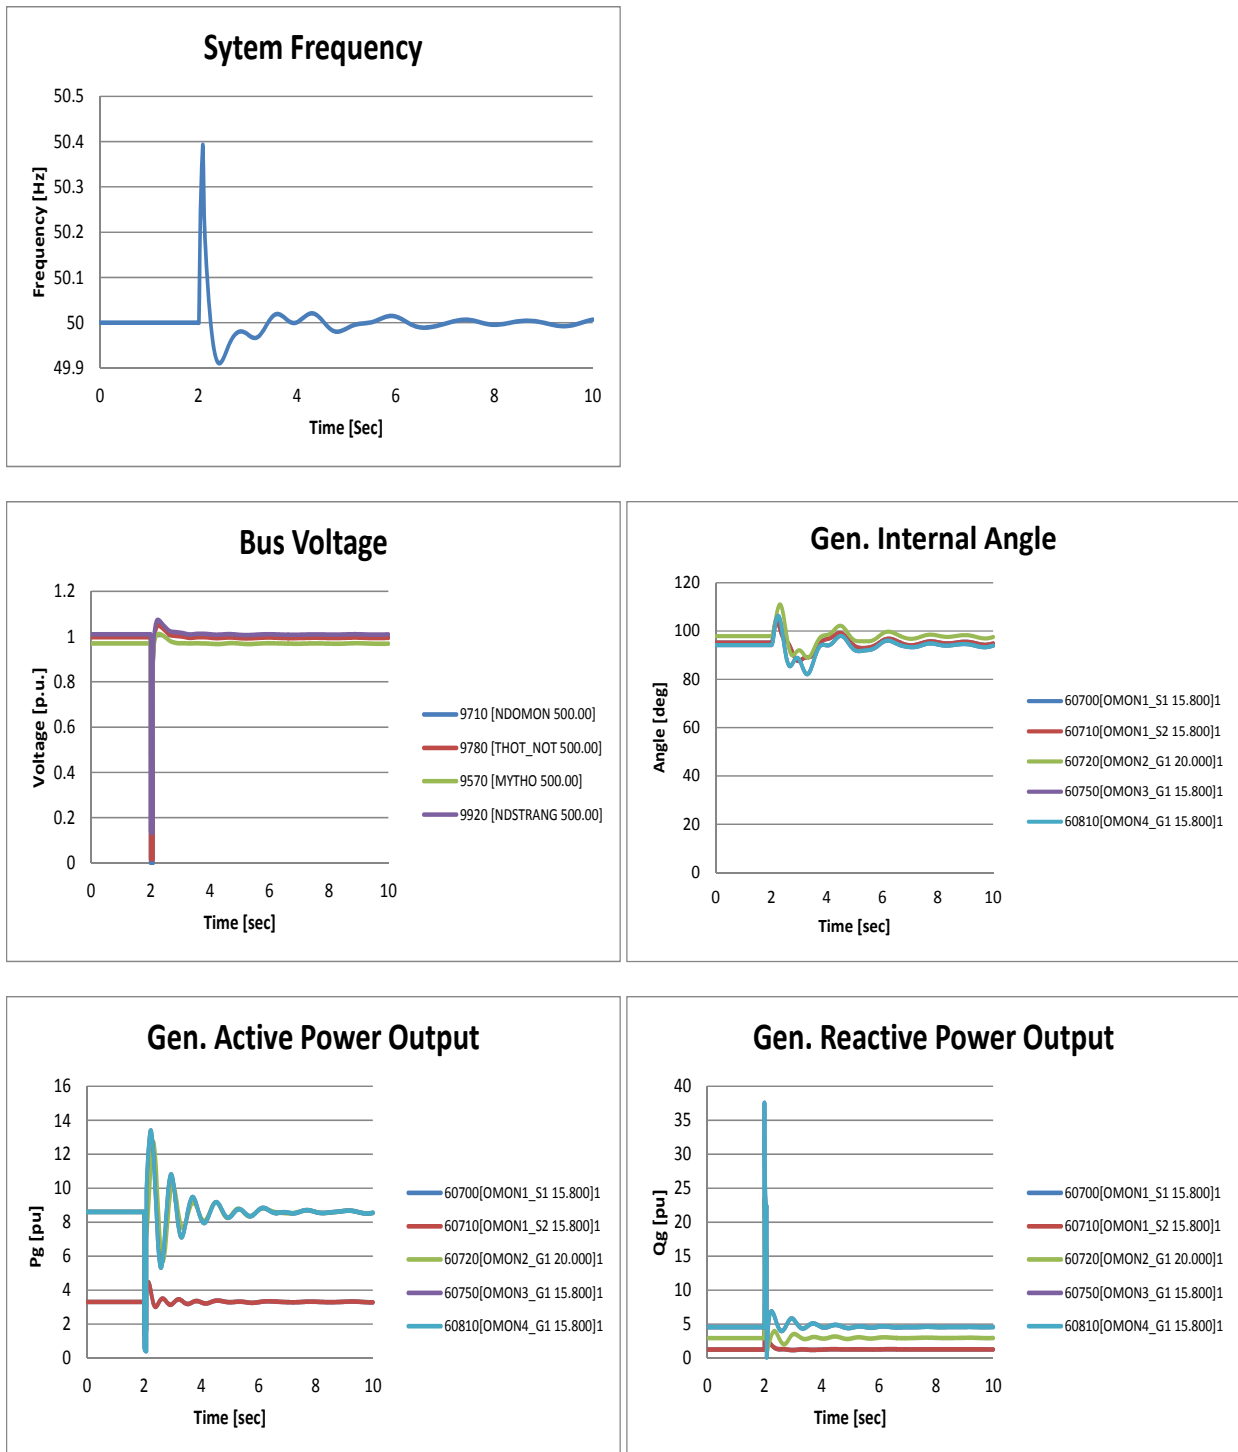 Sytem Frequency
50.5
50.4
50.3
50.2
50.1
50
49.9
Frequency [Hz]
0 2 4 6 8 10
Time [Sec]
Bus Voltage
1.2
1
0.8
0.6
0.4
0.2
0
Voltage [p.u.]
0 2 4 6 8 10
Time [sec]
9710 [NDOMON 500.00]
9780 [THOT_NOT 500.00]
9570 [MYTHO 500.00]
9920 [NDSTRANG 500.00]
Gen. Internal Angle
120
100
80
60
40
20
0
Angle [deg]
0 2 4 6 8 10
Time [sec]
60700[OMON1_S1 15.800]1
60710[OMON1_S2 15.800]1
60720[OMON2_G1 20.000]1
60750[OMON3_G1 15.800]1
60810[OMON4_G1 15.800]1
Gen. Active Power Output
16
14
12
10
8
6
4
2
0
Pg [pu]
0 2 4 6 8 10
Time [sec]
60700[OMON1_S1 15.800]1
60710[OMON1_S2 15.800]1
60720[OMON2_G1 20.000]1
60750[OMON3_G1 15.800]1
60810[OMON4_G1 15.800]1
Gen. Reactive Power Output
40
35
30
25
20
15
10
5
0
Qg [pu]
0 2 4 6 8 10
Time [sec]
60700[OMON1_S1 15.800]1
60710[OMON1_S2 15.800]1
60720[OMON2_G1 20.000]1
60750[OMON3_G1 15.800]1
60810[OMON4_G1 15.800]1